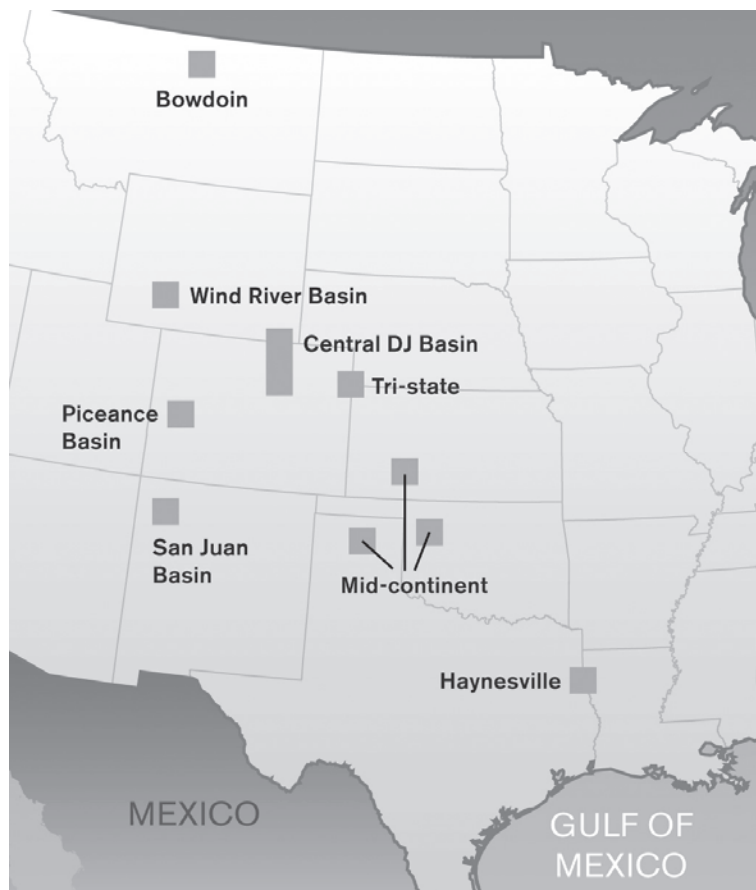 Bowdoin
Wind River Basin
Central DJ Basin
Tri-state
Piceance
Basin
San Juan
Basin
Mid-continent
Haynesville
MEXICO
GULF OF
MEXICO